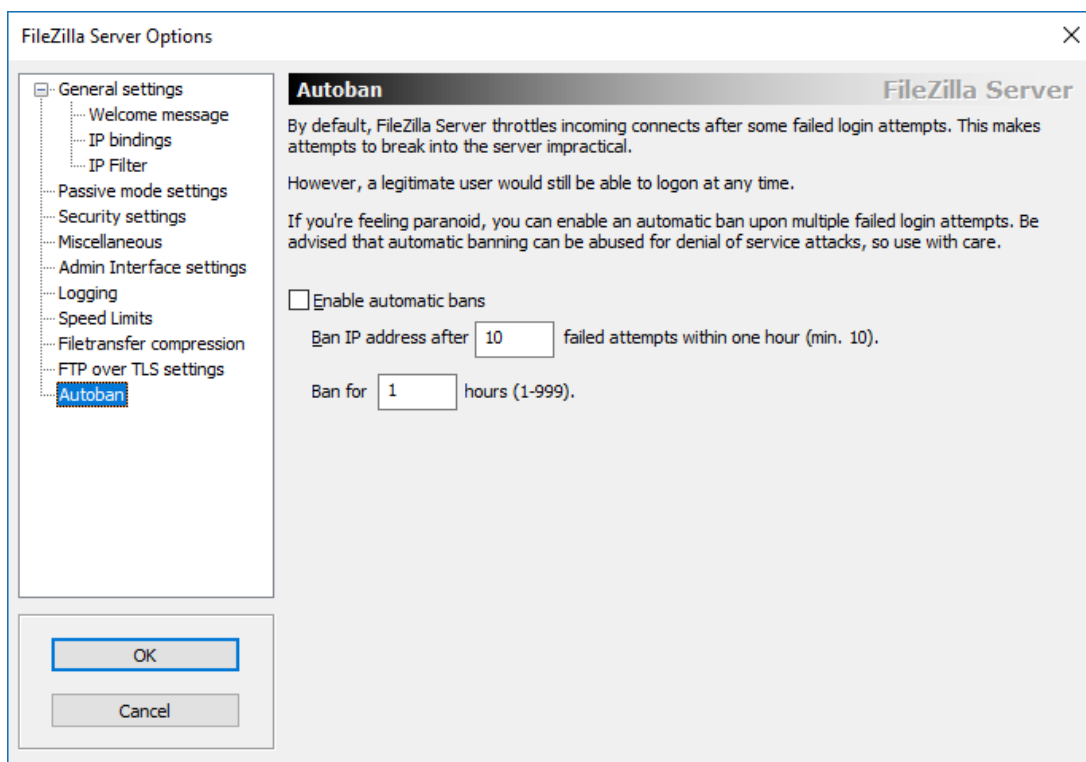 FileZilla Server Options
General settings
Welcome message
IP bindings
IP Filter
Passive mode settings
Security settings
Miscellaneous
Admin Interface settings
Logging
Speed Limits
Filetransfer compression
FTP over TLS settings
Autoban
OK
Cancel
Autoban FileZilla Server
By default, FileZilla Server throttles incoming connects after some failed login attempts. This makes
attempts to break into the server impractical.
However, a legitimate user would still be able to logon at any time.
If you're feeling paranoid, you can enable an automatic ban upon multiple failed login attempts. Be
advised that automatic banning can be abused for denial of service attacks, so use with care.
Enable automatic bans
Ban IP address after 10 failed attempts within one hour (min. 10).
Ban for 1 hours (1-999).